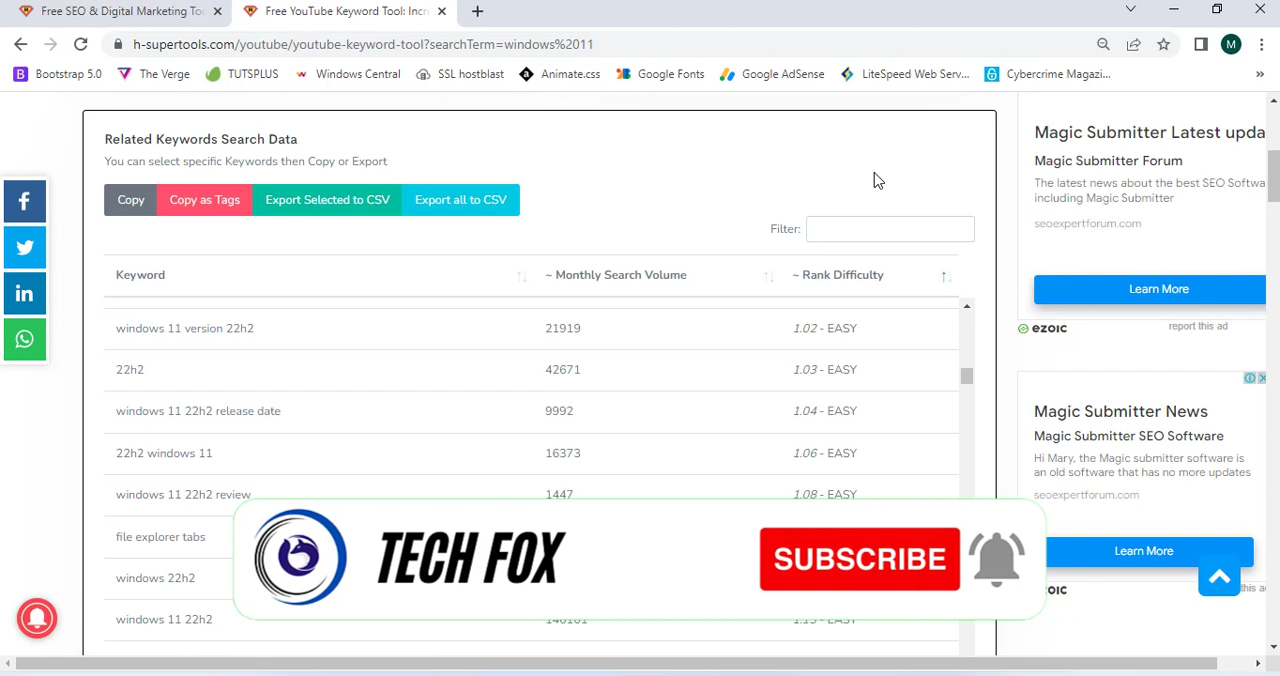 Free SEO & Digital Marketing To
Free YouTube Keyword Tool: Incr
h-supertools.com/youtube/youtube-keyword-tool?searchTerm=windows%2011
M
B Bootstrap 5.0
The Verge
TUTSPLUS
Windows Central
SSL hostblast
a Animate.css
Google Fonts
Google AdSense
LiteSpeed Web Serv...
Cybercrime Magazi...
»
Related Keywords Search Data
You can select specific Keywords then Copy or Export
Copy
Copy as Tags
Export Selected to CSV
Export all to CSV
Filter:
Keyword
~ Monthly Search Volume
~ Rank Difficulty
windows 11 version 22h2 21919 1.02 - EASY
22h2 42671 1.03 - EASY
windows 11 22h2 release date 9992 1.04 - EASY
22h2 windows 11 16373 1.06 - EASY
windows 11 22h2 review 1447 1.08 - EASY
file explorer tabs
windows 22h2
windows 11 22h2
TECH FOX
SUBSCRIBE
Magic Submitter Latest upda
Magic Submitter Forum
The latest news about the best SEO Softwa
including Magic Submitter
seoexpertforum.com
Learn More
ezoic
report this ad
Magic Submitter News
Magic Submitter SEO Software
Hi Mary, the Magic submitter software is
an old software that has no more updates
seoexpertforum.com
Learn More
this ad